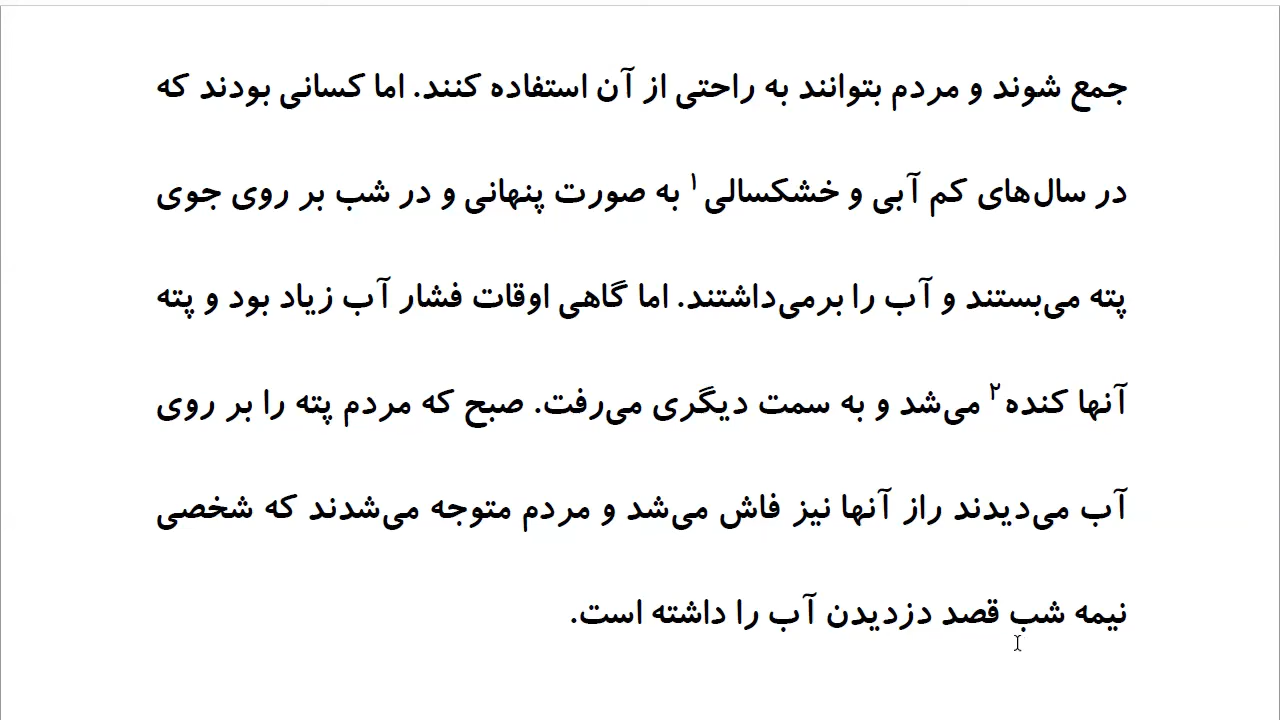 جمع شوند و مردم بتوانند به راحتی از آن استفاده کنند. اما کسانی بودند که
در سال‌های کم آبی و خشکسالی۱ به صورت پنهانی و در شب بر روی جوی
پته می‌بستند و آب را برمی‌داشتند. اما گاهی اوقات فشار آب زیاد بود و پته
آنها کنده۲ می‌شد و به سمت دیگری می‌رفت. صبح که مردم پته را بر روی
آب می‌دیدند راز آنها نیز فاش می‌شد و مردم متوجه می‌شدند که شخصی
نیمه شب قصد دزدیدن آب را داشته است.